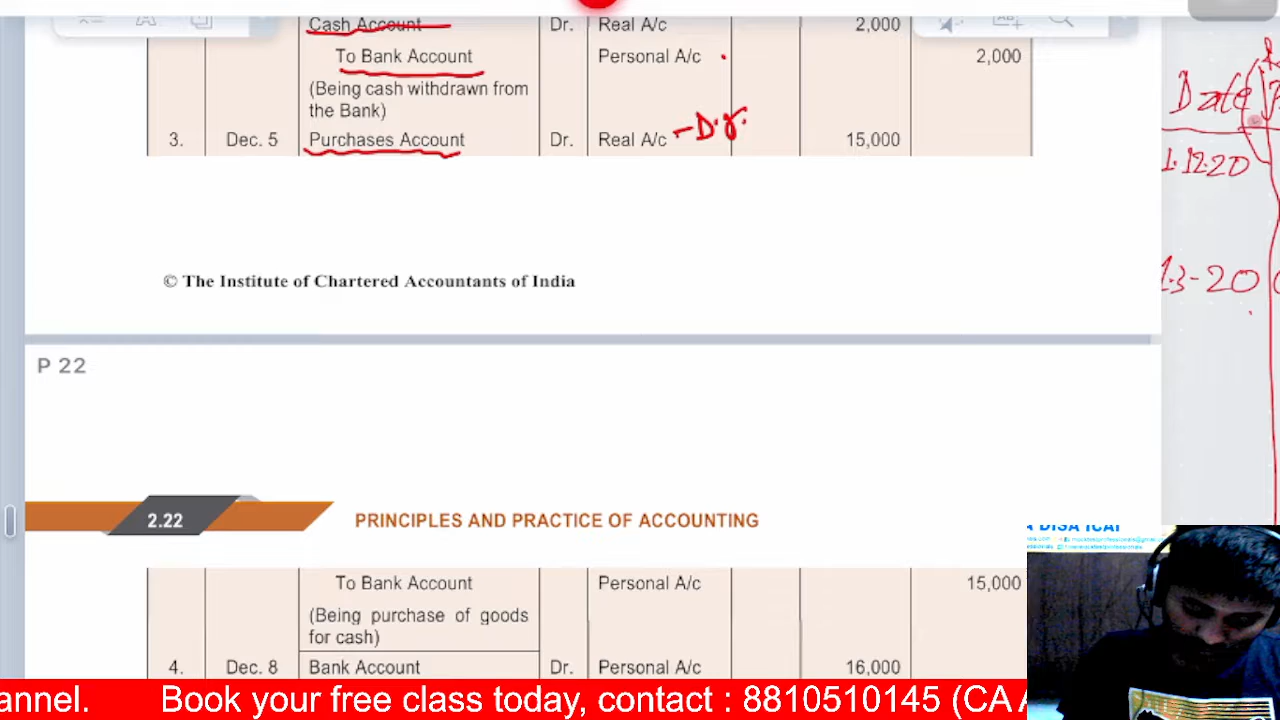 Cash Account Dr. Real A/c 2,000
To Bank Account Personal A/c 2,000
(Being cash withdrawn from
the Bank)
3. Dec. 5 Purchases Account Dr. Real A/c 15,000
D.r.
Date
1.12.20
1.3-20
© The Institute of Chartered Accountants of India
P 22
2.22 PRINCIPLES AND PRACTICE OF ACCOUNTING
To Bank Account Personal A/c 15,000
(Being purchase of goods
for cash)
4. Dec. 8 Bank Account Dr. Personal A/c 16,000
A DISA ICAI
annel. Book your free class today, contact : 8810510145 (CA A